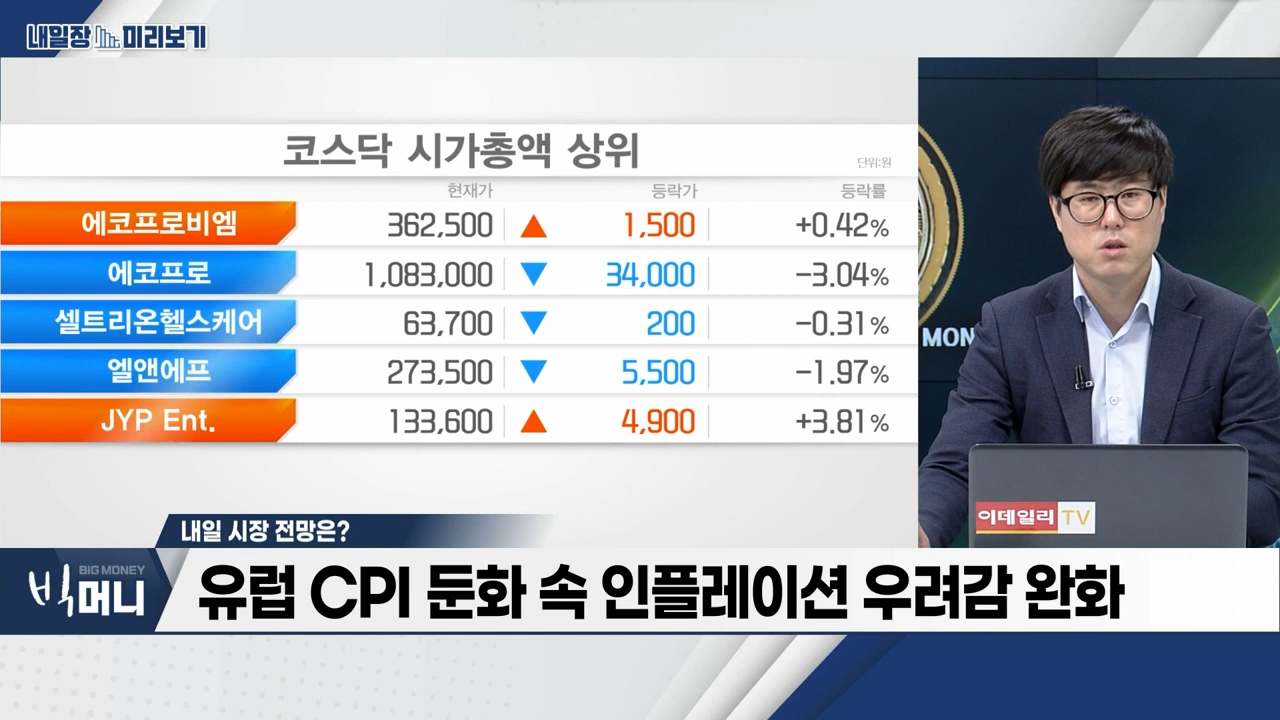 내일장 미리보기
코스닥 시가총액 상위
단위:원
현재가 등락가 등락률
에코프로비엠 362,500 ▲ 1,500 +0.42%
에코프로 1,083,000 ▼ 34,000 -3.04%
셀트리온헬스케어 63,700 ▼ 200 -0.31%
엘앤에프 273,500 ▼ 5,500 -1.97%
JYP Ent. 133,600 ▲ 4,900 +3.81%
MON
이데일리 TV
내일 시장 전망은?
BIG MONEY
빅머니
유럽 CPI 둔화 속 인플레이션 우려감 완화